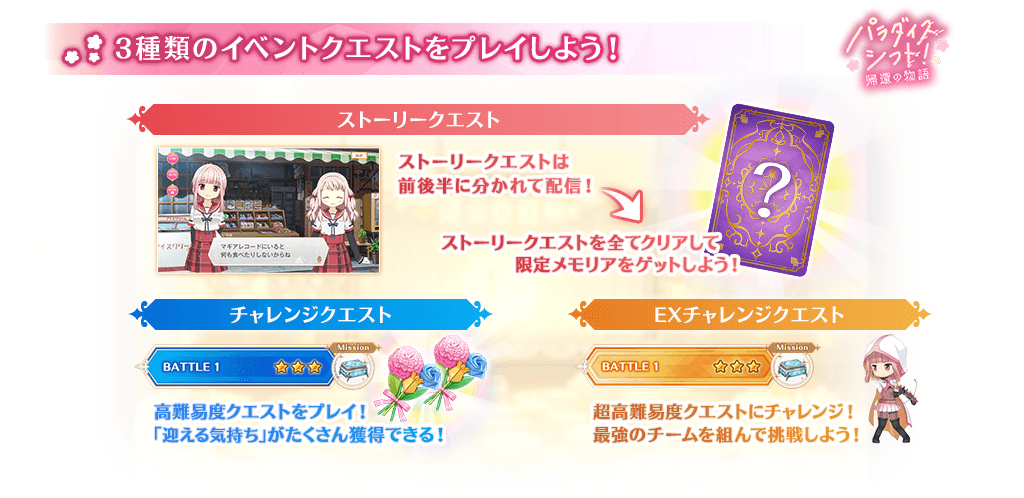 3種類のイベントクエストをプレイしよう!
パラダイス
シフト!
帰還の物語
ストーリークエスト
ストーリークエストは
前後半に分かれて配信!
マギアレコードにいると
何も食べたりしないからね
ストーリークエストを全てクリアして
限定メモリアをゲットしよう!
?
チャレンジクエスト
EXチャレンジクエスト
Mission
BATTLE 1
Mission
BATTLE 1
高難易度クエストをプレイ!
「迎える気持ち」がたくさん獲得できる!
超高難易度クエストにチャレンジ!
最強のチームを組んで挑戦しよう!